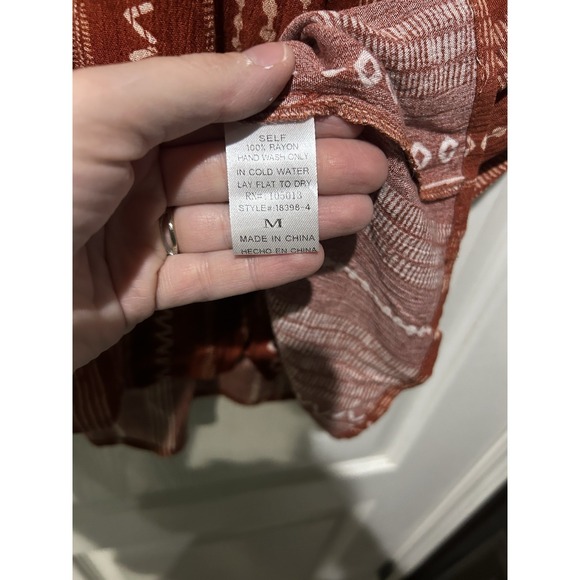 SELF
100% RAYON
HAND WASH ONLY
IN COLD WATER
LAY FLAT TO DRY
RN#: 105013
STYLE#:18398-4
M
MADE IN CHINA
HECHO EN CHINA